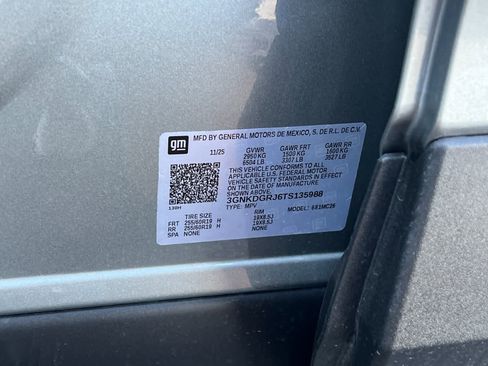 gm
MFD BY GENERAL MOTORS DE MEXICO, S. DE R.L. DE C.V.
11/25 GVWR GAWR FRT GAWR RR
2950 KG 1500 KG 1600 KG
6504 LB 3307 LB 3527 LB
THIS VEHICLE CONFORMS TO ALL
APPLICABLE U.S. FEDERAL MOTOR
VEHICLE SAFETY STANDARDS IN EFFECT
ON THE DATE OF MANUFACTURE SHOWN ABOVE.
3GNKDGRJ6TS135988
TYPE: MPV MODEL: 681MC26
TIRE SIZE RIM
FRT 255/60R19 H 19X8.5J
RR 255/60R19 H 19X8.5J
SPA NONE NONE